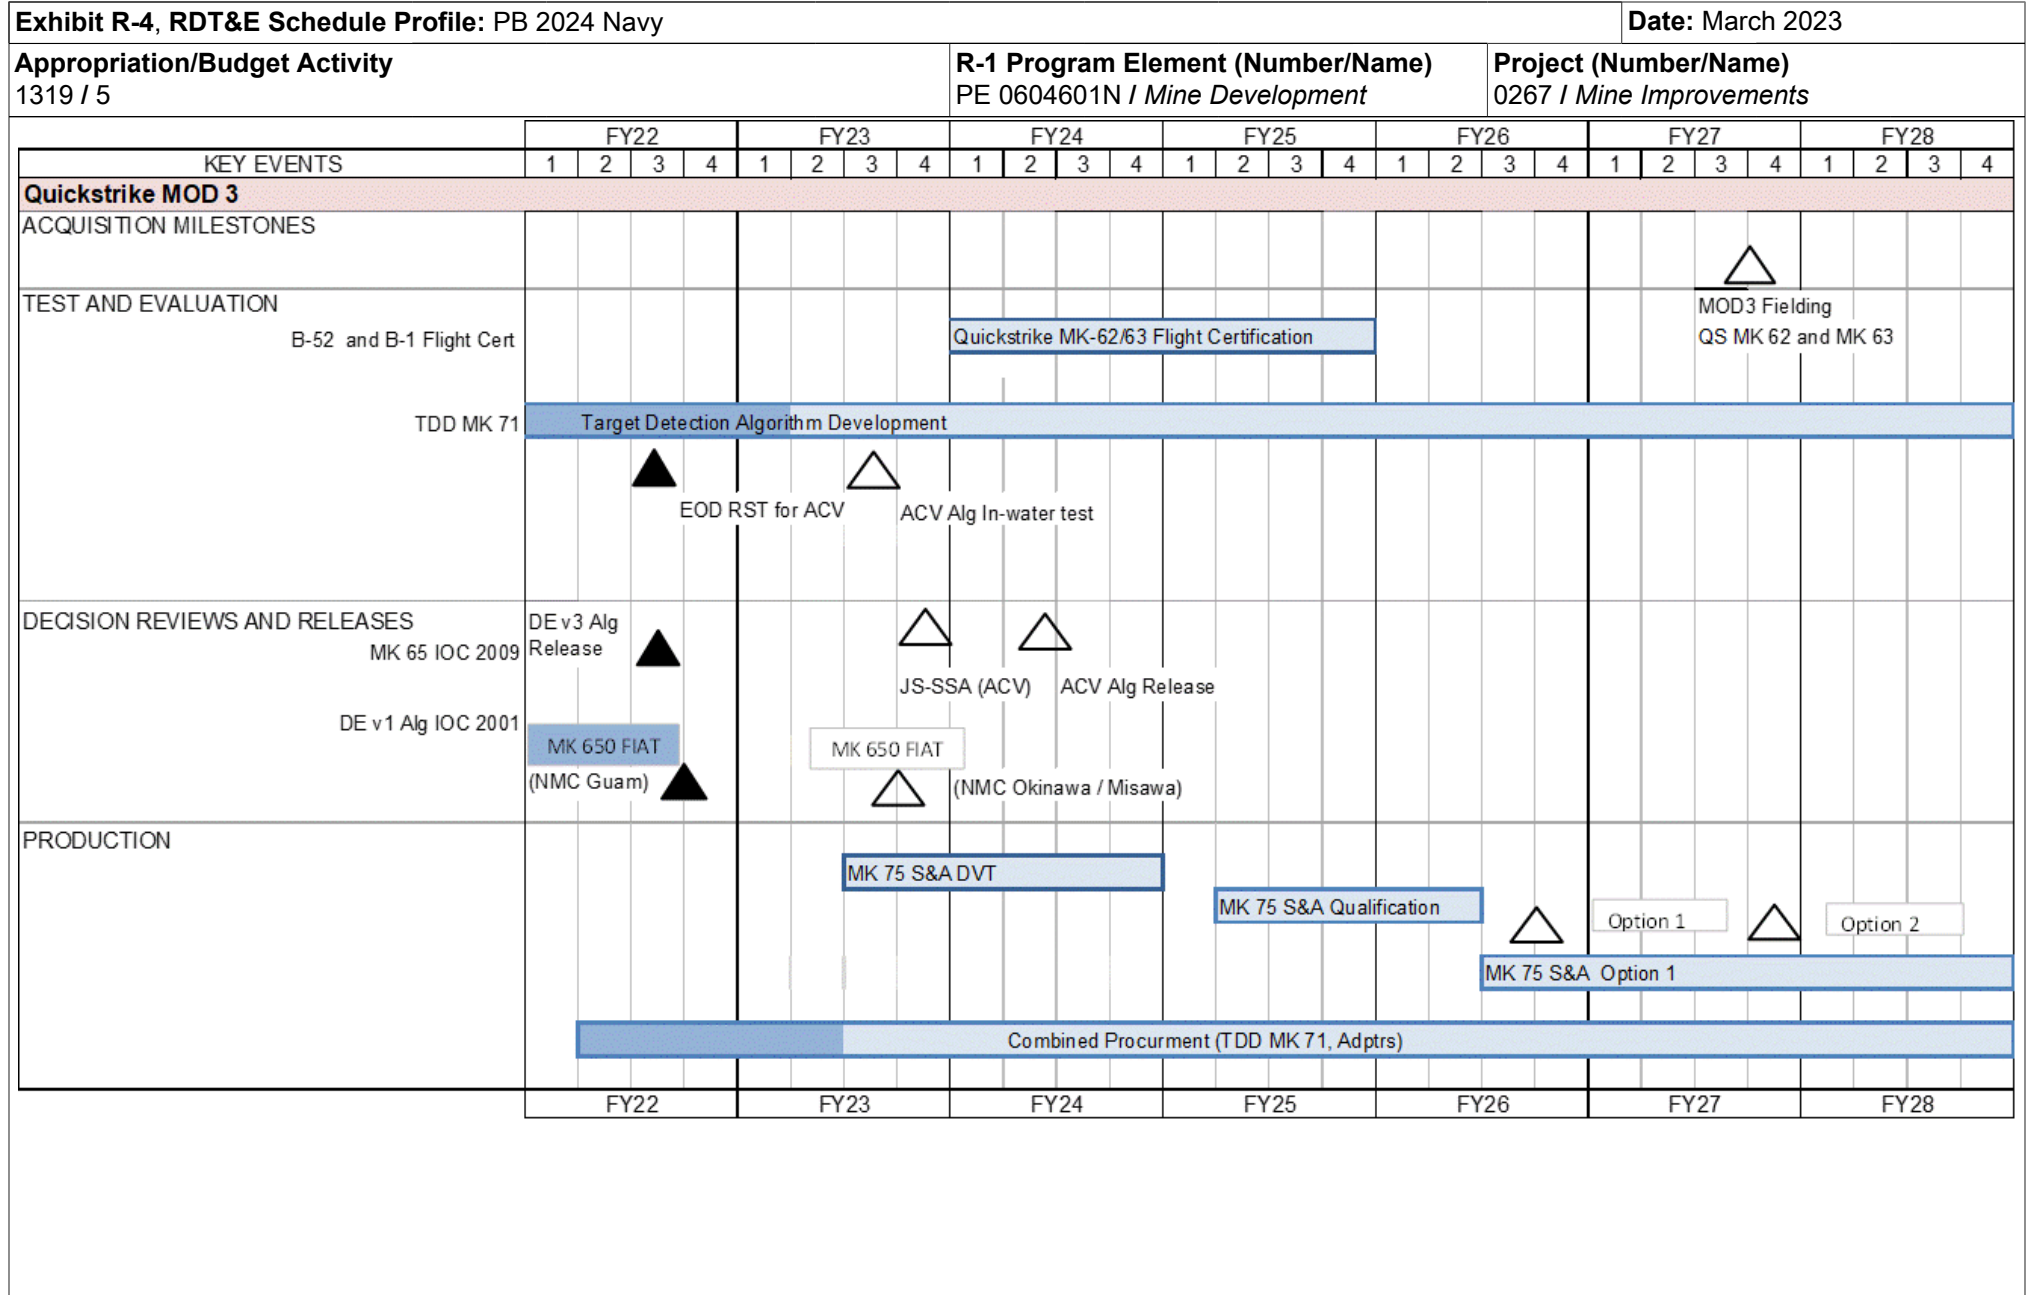 Exhibit R-4, RDT&E Schedule Profile: PB 2024 Navy
Date: March 2023
Appropriation/Budget Activity
1319 / 5
R-1 Program Element (Number/Name)
PE 0604601N / Mine Development
Project (Number/Name)
0267 / Mine Improvements
FY22 FY23 FY24 FY25 FY26 FY27 FY28
KEY EVENTS 1 2 3 4 1 2 3 4 1 2 3 4 1 2 3 4 1 2 3 4 1 2 3 4 1 2 3 4
Quickstrike MOD 3
ACQUISITION MILESTONES
MOD3 Fielding
QS MK 62 and MK 63
TEST AND EVALUATION
B-52 and B-1 Flight Cert
Quickstrike MK-62/63 Flight Certification
TDD MK 71
Target Detection Algorithm Development
EOD RST for ACV
ACV Alg In-water test
DECISION REVIEWS AND RELEASES
MK 65 IOC 2009
DE v3 Alg
Release
JS-SSA (ACV)
ACV Alg Release
DE v1 Alg IOC 2001
MK 650 FIAT
(NMC Guam)
MK 650 FIAT
(NMC Okinawa / Misawa)
PRODUCTION
MK 75 S&A DVT
MK 75 S&A Qualification
Option 1
Option 2
MK 75 S&A Option 1
Combined Procurment (TDD MK 71, Adptrs)
FY22 FY23 FY24 FY25 FY26 FY27 FY28